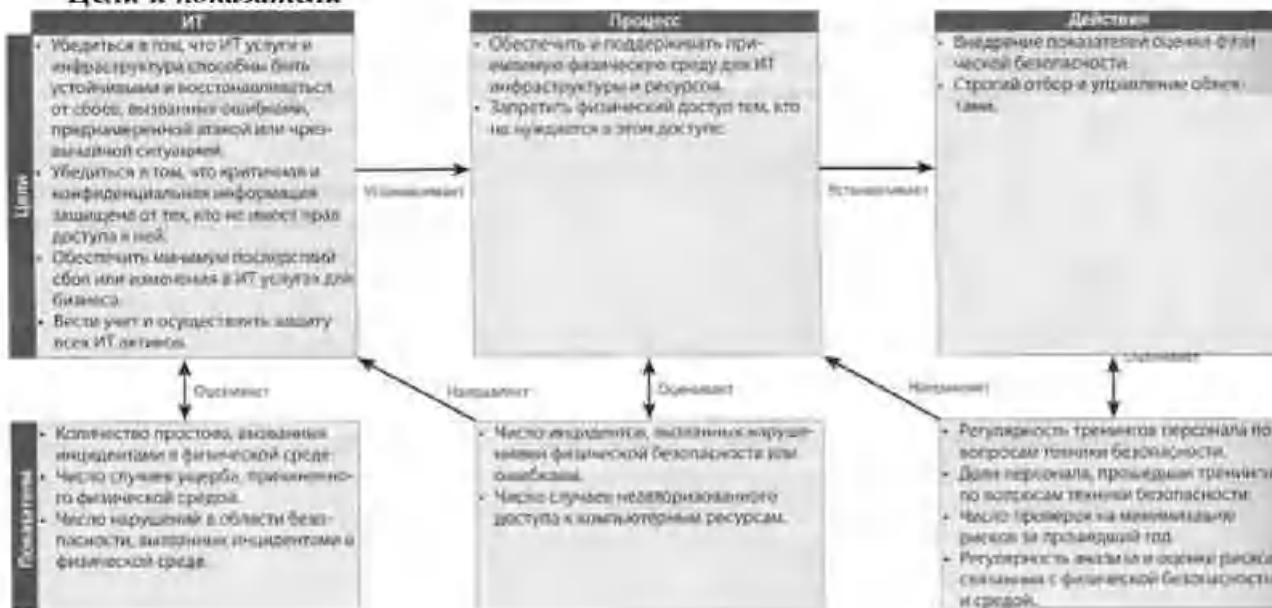 Цели и показатели
ИТ
Процесс
Действия
Цели
• Убедиться в том, что ИТ услуги и
инфраструктура способны быть
устойчивыми и восстанавливаться
от сбоев, вызванных ошибками,
преднамеренной атакой или чрез-
вычайной ситуацией.
• Убедиться в том, что критичная и
конфиденциальная информация
защищена от тех, кто не имеет прав
доступа к ней.
• Обеспечить минимум последствий
сбоя или изменения в ИТ услугах для
бизнеса.
• Вести учет и осуществлять защиту
всех ИТ активов.
Устанавливает
• Обеспечить и поддерживать при-
емлемую физическую среду для ИТ
инфраструктуры и ресурсов.
• Запретить физический доступ тем, кто
не нуждается в этом доступе.
Устанавливает
• Внедрение показателей оценки физи
ческой безопасности.
• Строгий отбор и управление объек-
тами.
Оценивает
Направляет
Оценивает
Направляет
Оценивает
Показатели
• Количество простоев, вызванных
инцидентами в физической среде.
• Число случаев ущерба, причиненно-
го физической средой.
• Число нарушений в области безо-
пасности, вызванных инцидентами в
физической среде.
• Число инцидентов, вызванных наруше-
ниями физической безопасности или
ошибками.
• Число случаев неавторизованного
доступа к компьютерным ресурсам.
• Регулярность тренингов персонала по
вопросам техники безопасности.
• Доля персонала, прошедшая тренинги
по вопросам техники безопасности.
• Число проверок на минимизацию
рисков за прошедший год.
• Регулярность анализа и оценки рисков
связанных с физической безопасность
и средой.